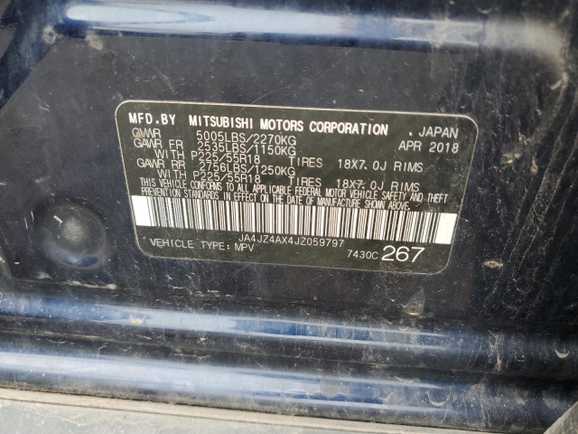 MFD.BY MITSUBISHI MOTORS CORPORATION , JAPAN
GVWR 5005LBS/2270KG APR 2018
GAWR FR 2535LBS/1150KG
WITH P225/55R18 TIRES 18X7.0J RIMS
GAWR RR 2756LBS/1250KG
WITH P225/55R18 TIRES 18X7.0J RIMS
THIS VEHICLE CONFORMS TO ALL APPLICABLE FEDERAL MOTOR VEHICLE SAFETY AND THEFT
PREVENTION STANDARDS IN EFFECT ON THE DATE OF MANUFACTURE SHOWN ABOVE.
JA4JZ4AX4JZ059797
VEHICLE TYPE: MPV 7430C 267